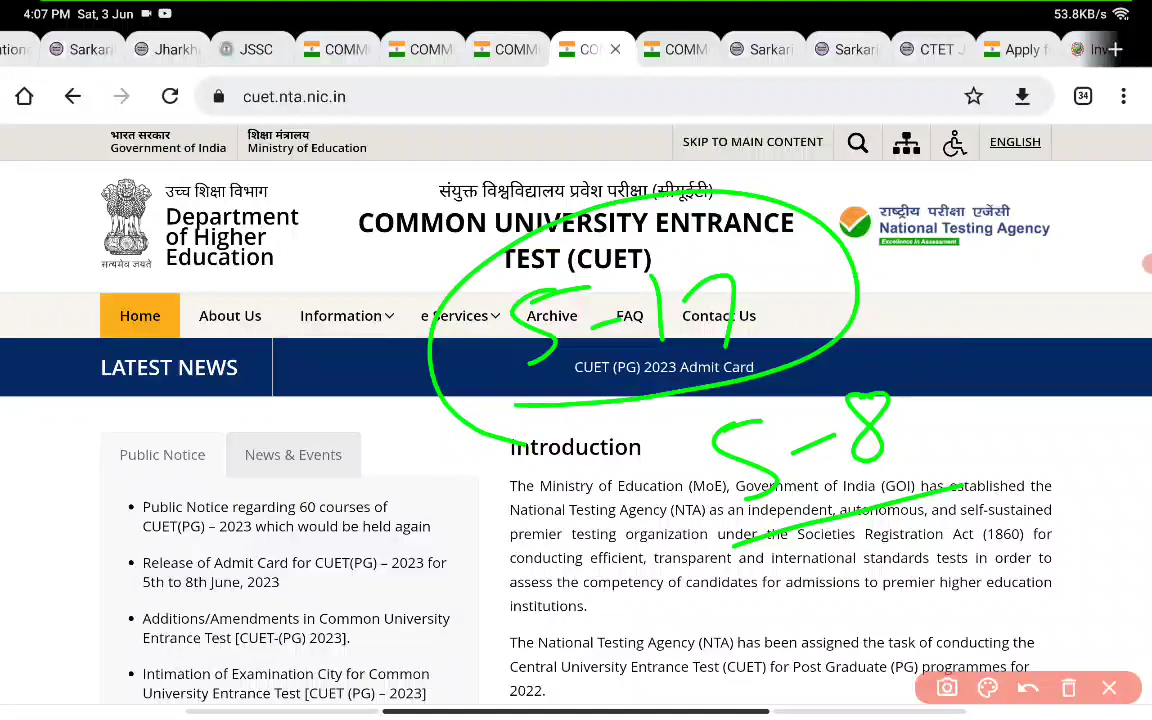 4:07 PM Sat, 3 Jun
53.8KB/s
Sarkari
Jharkh
JSSC
COMM
COMM
COMM
CO
COMM
Sarkari
Sarkari
CTET J
Apply f
Inv
cuet.nta.nic.in
34
भारत सरकार
Government of India
शिक्षा मंत्रालय
Ministry of Education
SKIP TO MAIN CONTENT
ENGLISH
उच्च शिक्षा विभाग
Department
of Higher
Education
सत्यमेव जयते
संयुक्त विश्वविद्यालय प्रवेश परीक्षा (सीयूईटी)
COMMON UNIVERSITY ENTRANCE
TEST (CUET)
राष्ट्रीय परीक्षा एजेंसी
National Testing Agency
Excellence in Assessment
Home
About Us
Information
e Services
Archive
FAQ
Contact Us
5-17
LATEST NEWS
CUET (PG) 2023 Admit Card
5-8
Public Notice
News & Events
Public Notice regarding 60 courses of
CUET(PG) – 2023 which would be held again
Release of Admit Card for CUET(PG) – 2023 for
5th to 8th June, 2023
Additions/Amendments in Common University
Entrance Test [CUET-(PG) 2023].
Intimation of Examination City for Common
University Entrance Test [CUET (PG) – 2023]
Introduction
The Ministry of Education (MoE), Government of India (GOI) has established the
National Testing Agency (NTA) as an independent, autonomous, and self-sustained
premier testing organization under the Societies Registration Act (1860) for
conducting efficient, transparent and international standards tests in order to
assess the competency of candidates for admissions to premier higher education
institutions.
The National Testing Agency (NTA) has been assigned the task of conducting the
Central University Entrance Test (CUET) for Post Graduate (PG) programmes for
2022.